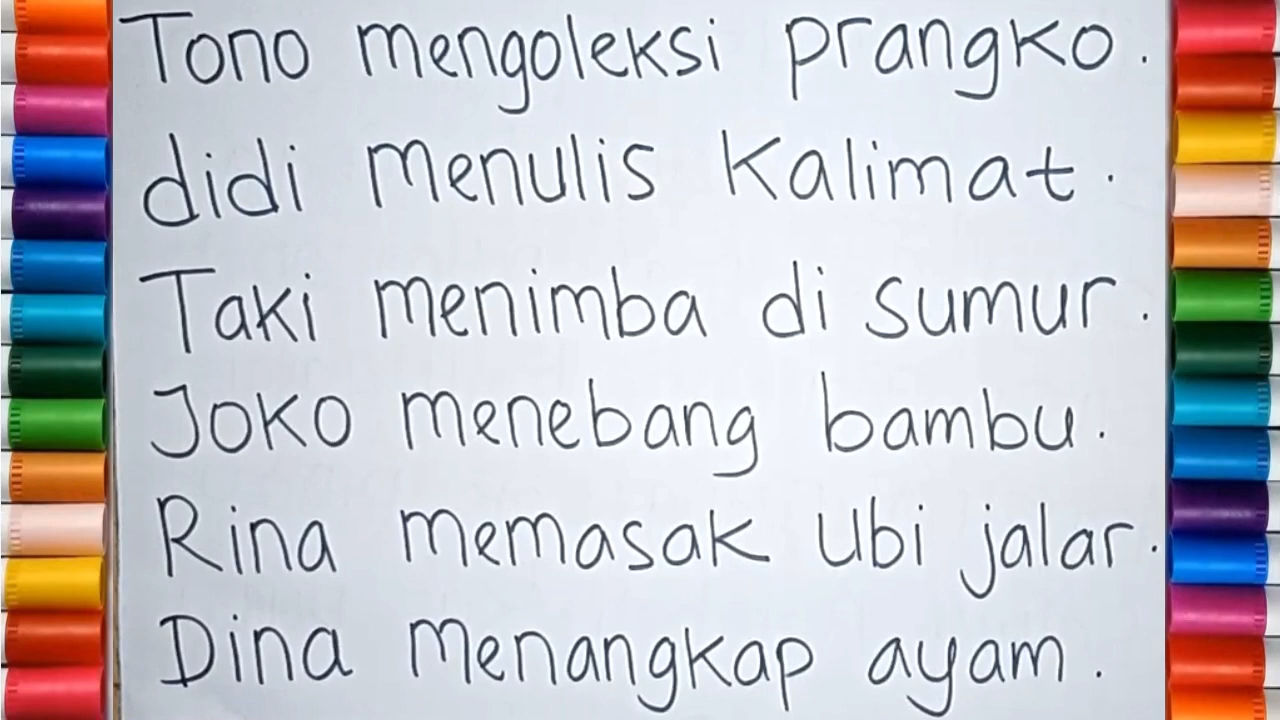 Tono mengoleksi prangko.
didi menulis kalimat.
Taki menimba di sumur.
Joko menebang bambu.
Rina memasak ubi jalar.
Dina menangkap ayam.